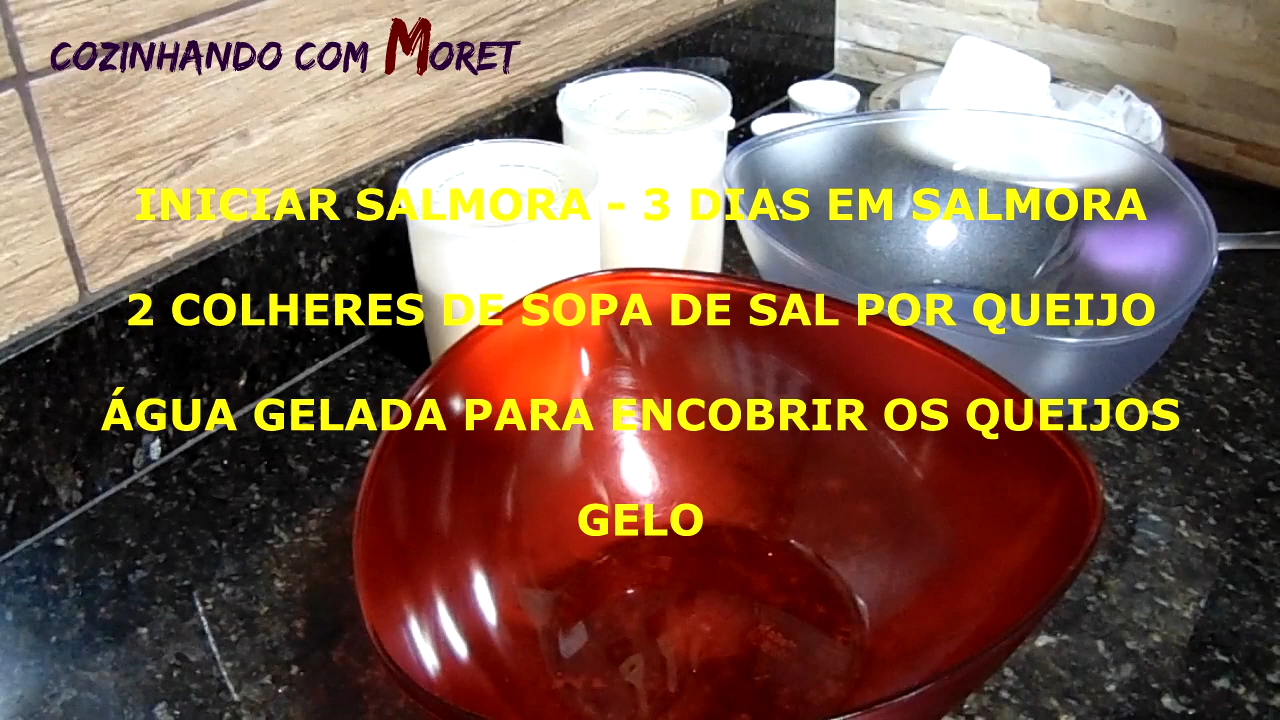 COZINHANDO COM MORET
INICIAR SALMORA - 3 DIAS EM SALMORA
2 COLHERES DE SOPA DE SAL POR QUEIJO
ÁGUA GELADA PARA ENCOBRIR OS QUEIJOS
GELO